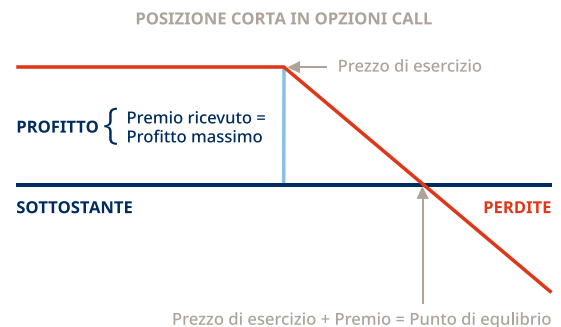 POSIZIONE CORTA IN OPZIONI CALL
Prezzo di esercizio
PROFITTO { Premio ricevuto =
Profitto massimo
SOTTOSTANTE
PERDITE
Prezzo di esercizio + Premio = Punto di equlibrio